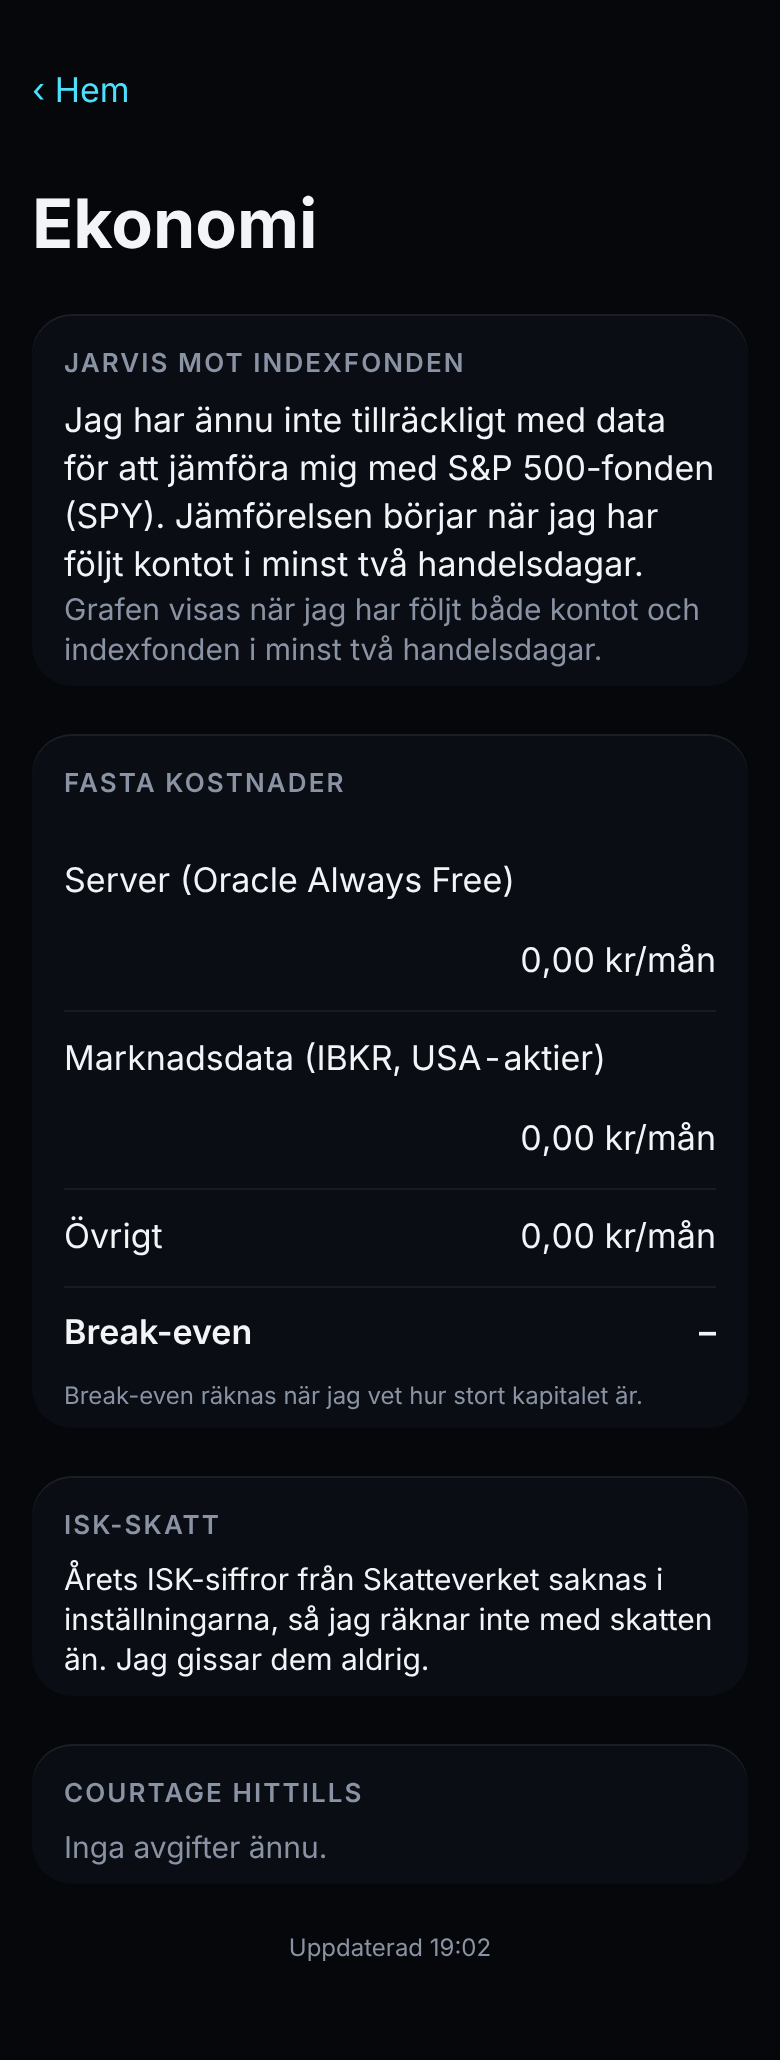 ‹ Hem
Ekonomi
JARVIS MOT INDEXFONDEN
Jag har ännu inte tillräckligt med data
för att jämföra mig med S&P 500-fonden
(SPY). Jämförelsen börjar när jag har
följt kontot i minst två handelsdagar.
Grafen visas när jag har följt både kontot och
indexfonden i minst två handelsdagar.
FASTA KOSTNADER
Server (Oracle Always Free)
0,00 kr/mån
Marknadsdata (IBKR, USA-aktier)
0,00 kr/mån
Övrigt 0,00 kr/mån
Break-even –
Break-even räknas när jag vet hur stort kapitalet är.
ISK-SKATT
Årets ISK-siffror från Skatteverket saknas i
inställningarna, så jag räknar inte med skatten
än. Jag gissar dem aldrig.
COURTAGE HITTILLS
Inga avgifter ännu.
Uppdaterad 19:02